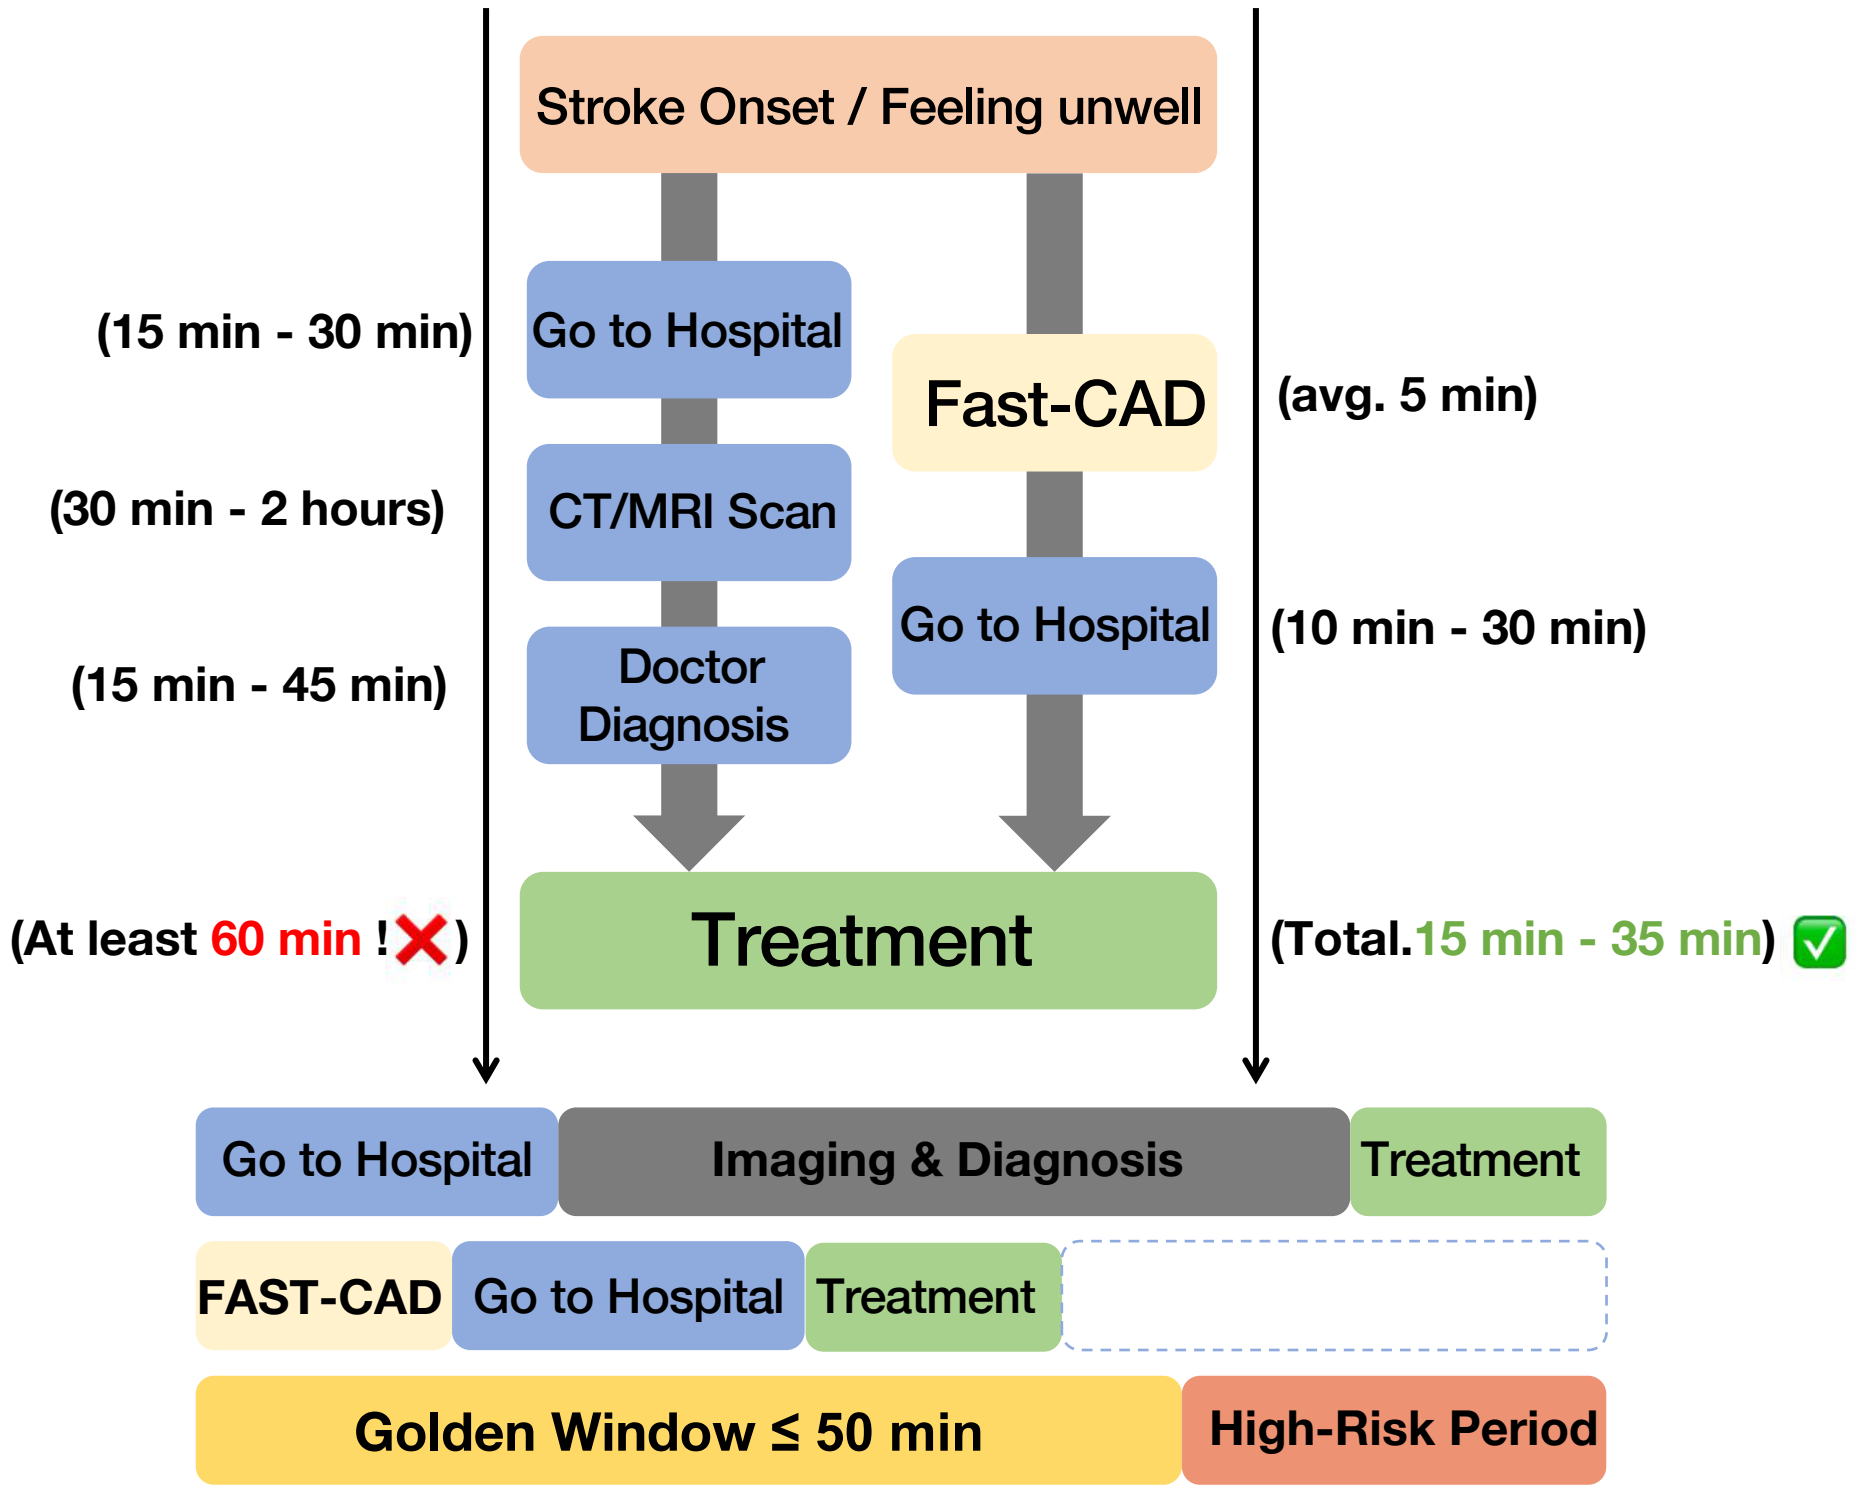 Stroke Onset / Feeling unwell
(15 min - 30 min)
Go to Hospital
Fast-CAD
(avg. 5 min)
(30 min - 2 hours)
CT/MRI Scan
Go to Hospital
(10 min - 30 min)
(15 min - 45 min)
Doctor
Diagnosis
(At least 60 min !❌)
Treatment
(Total.15 min - 35 min) ✅
Go to Hospital
Imaging & Diagnosis
Treatment
FAST-CAD
Go to Hospital
Treatment
Golden Window ≤ 50 min
High-Risk Period